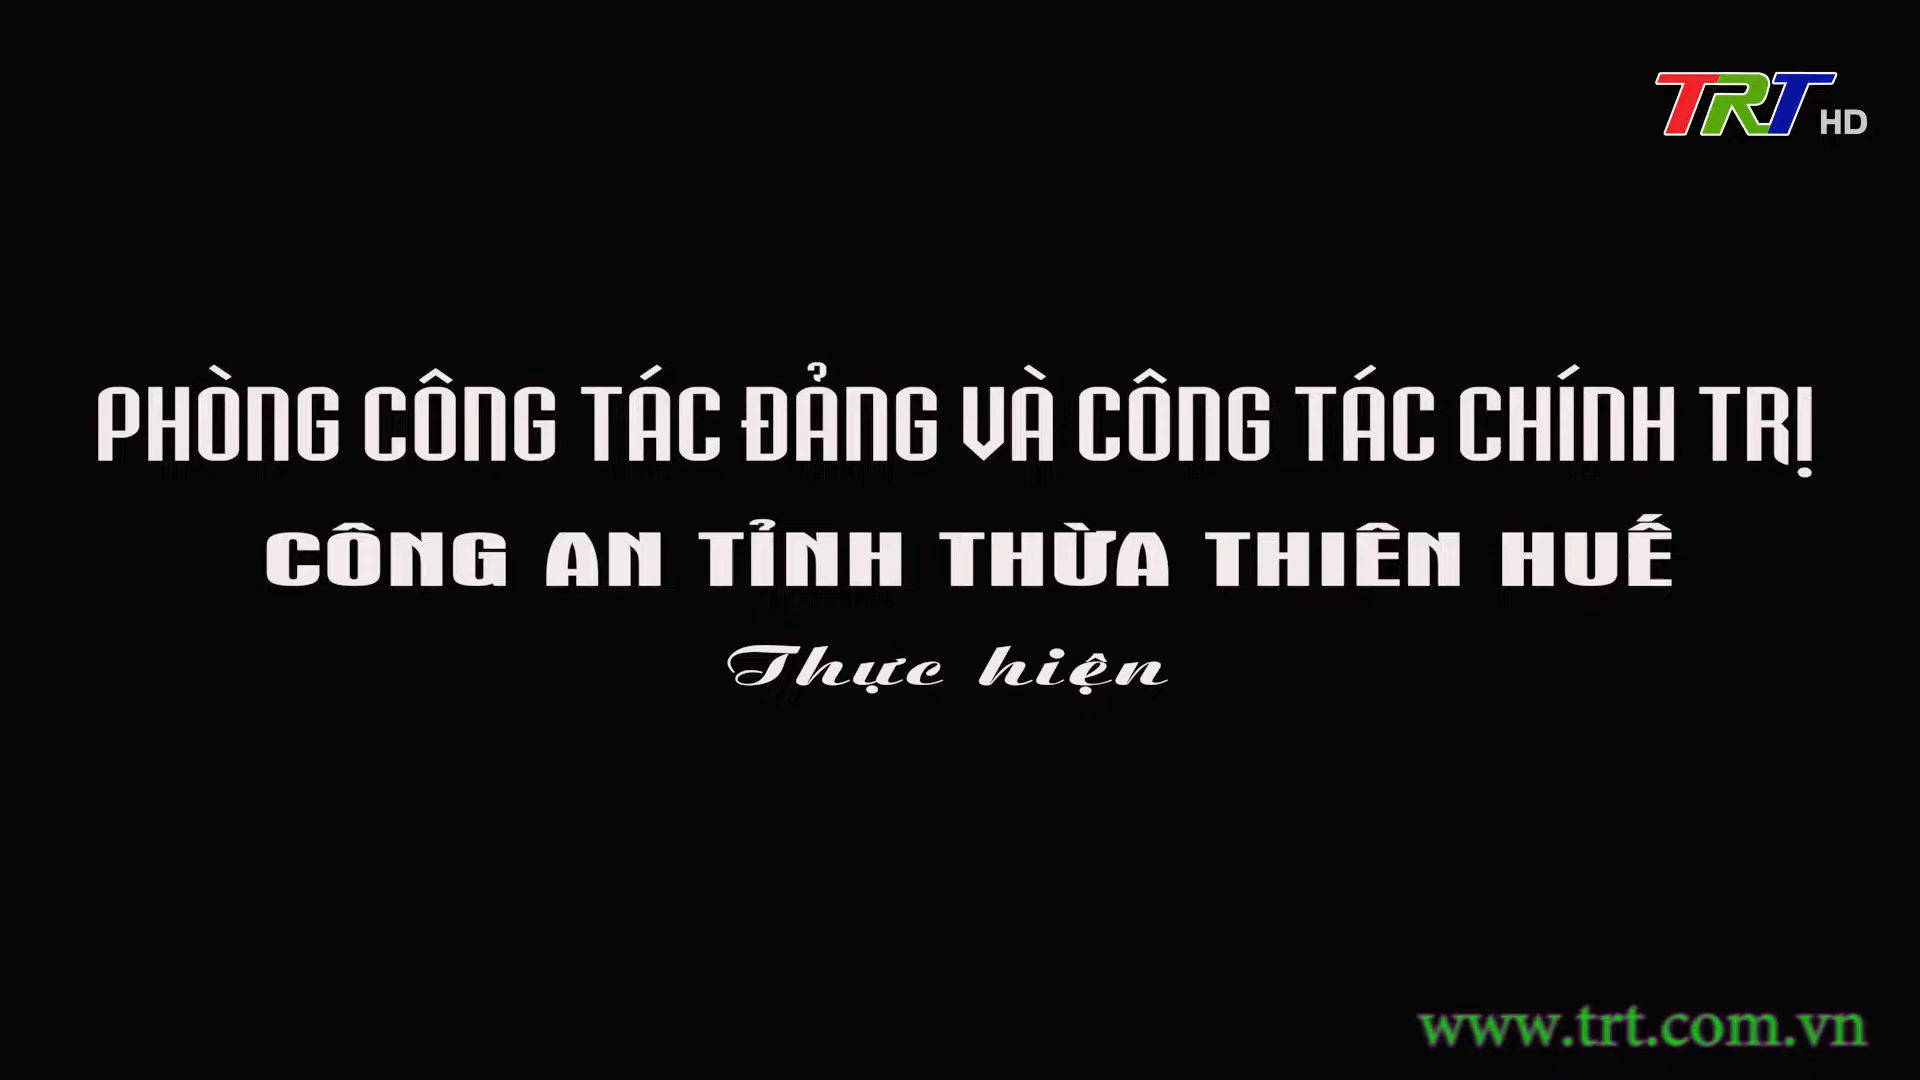 TRT HD
PHÒNG CÔNG TÁC ĐẢNG VÀ CÔNG TÁC CHÍNH TRỊ
CÔNG AN TỈNH THỪA THIÊN HUẾ
Thực hiện
www.trt.com.vn